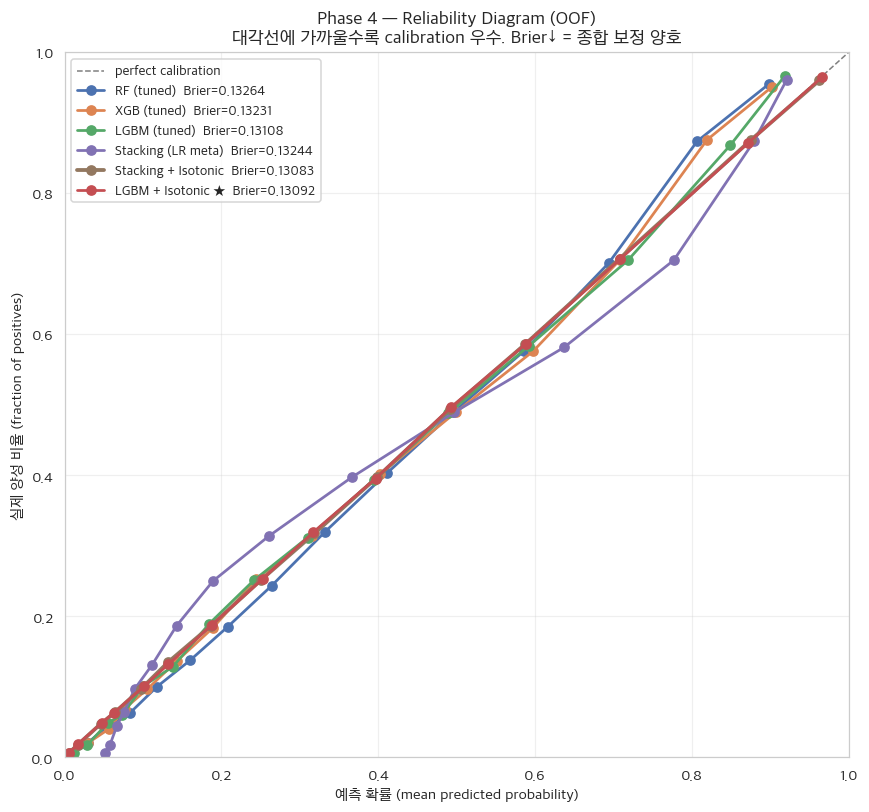 Phase 4 — Reliability Diagram (OOF)
대각선에 가까울수록 calibration 우수. Brier↓ = 종합 보정 양호
perfect calibration
RF (tuned)  Brier=0.13264
XGB (tuned)  Brier=0.13231
LGBM (tuned)  Brier=0.13108
Stacking (LR meta)  Brier=0.13244
Stacking + Isotonic  Brier=0.13083
LGBM + Isotonic ★  Brier=0.13092
실제 양성 비율 (fraction of positives)
1.0
0.8
0.6
0.4
0.2
0.0
0.0 0.2 0.4 0.6 0.8 1.0
예측 확률 (mean predicted probability)